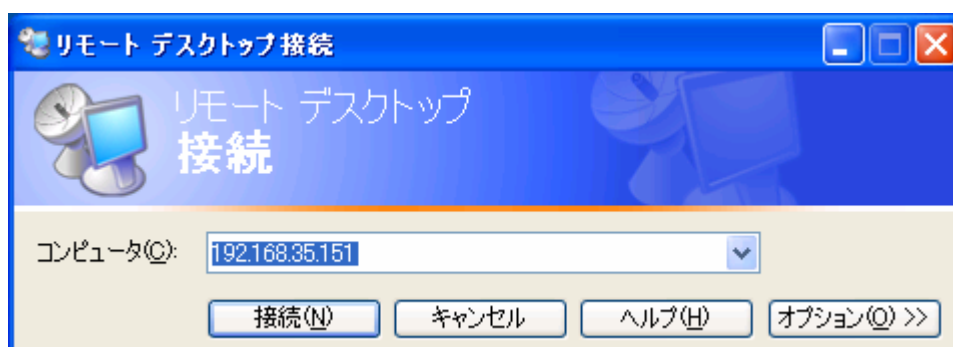 リモート デスクトップ接続
リモート デスクトップ
接続
コンピュータ(C): 192.168.35.151
接続(N) キャンセル ヘルプ(H) オプション(O) >>